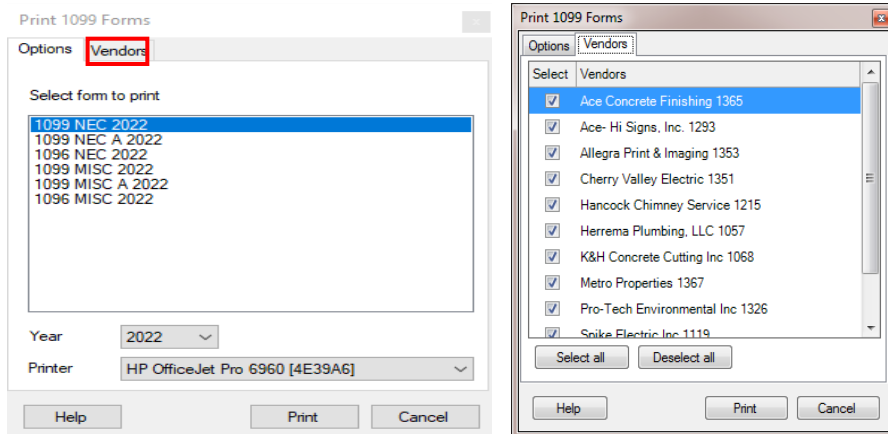 Print 1099 Forms
x
Options Vendors
Select form to print
1099 NEC 2022
1099 NEC A 2022
1096 NEC 2022
1099 MISC 2022
1099 MISC A 2022
1096 MISC 2022
Year 2022
Printer HP OfficeJet Pro 6960 [4E39A6]
Help Print Cancel
Print 1099 Forms
x
Options Vendors
Select Vendors
Ace Concrete Finishing 1365
Ace- Hi Signs, Inc. 1293
Allegra Print & Imaging 1353
Cherry Valley Electric 1351
Hancock Chimney Service 1215
Herrema Plumbing, LLC 1057
K&H Concrete Cutting Inc 1068
Metro Properties 1367
Pro-Tech Environmental Inc 1326
Spike Electric Inc 1119
Select all Deselect all
Help Print Cancel